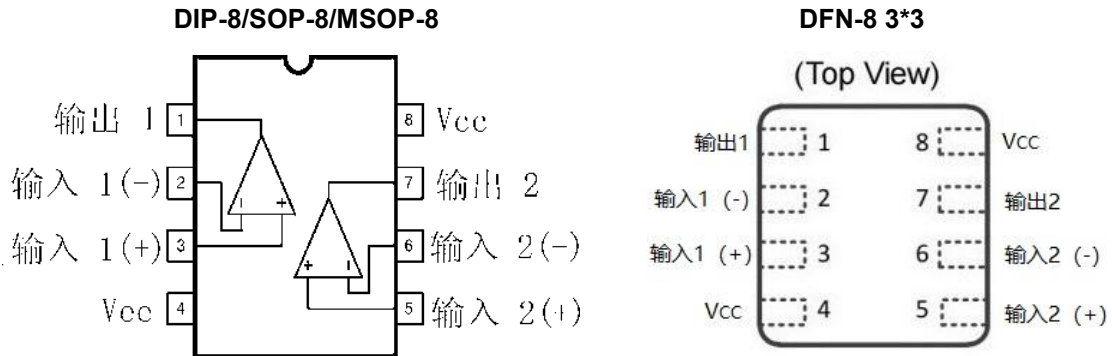 DIP-8/SOP-8/MSOP-8
输出 1 1
输入 1(-) 2
输入 1(+) 3
Vcc 4
8 Vcc
7 输出 2
6 输入 2(-)
5 输入 2(+)
- +
+ -
DFN-8 3*3
(Top View)
输出1 1
输入1 (-) 2
输入1 (+) 3
Vcc 4
8 Vcc
7 输出2
6 输入2 (-)
5 输入2 (+)